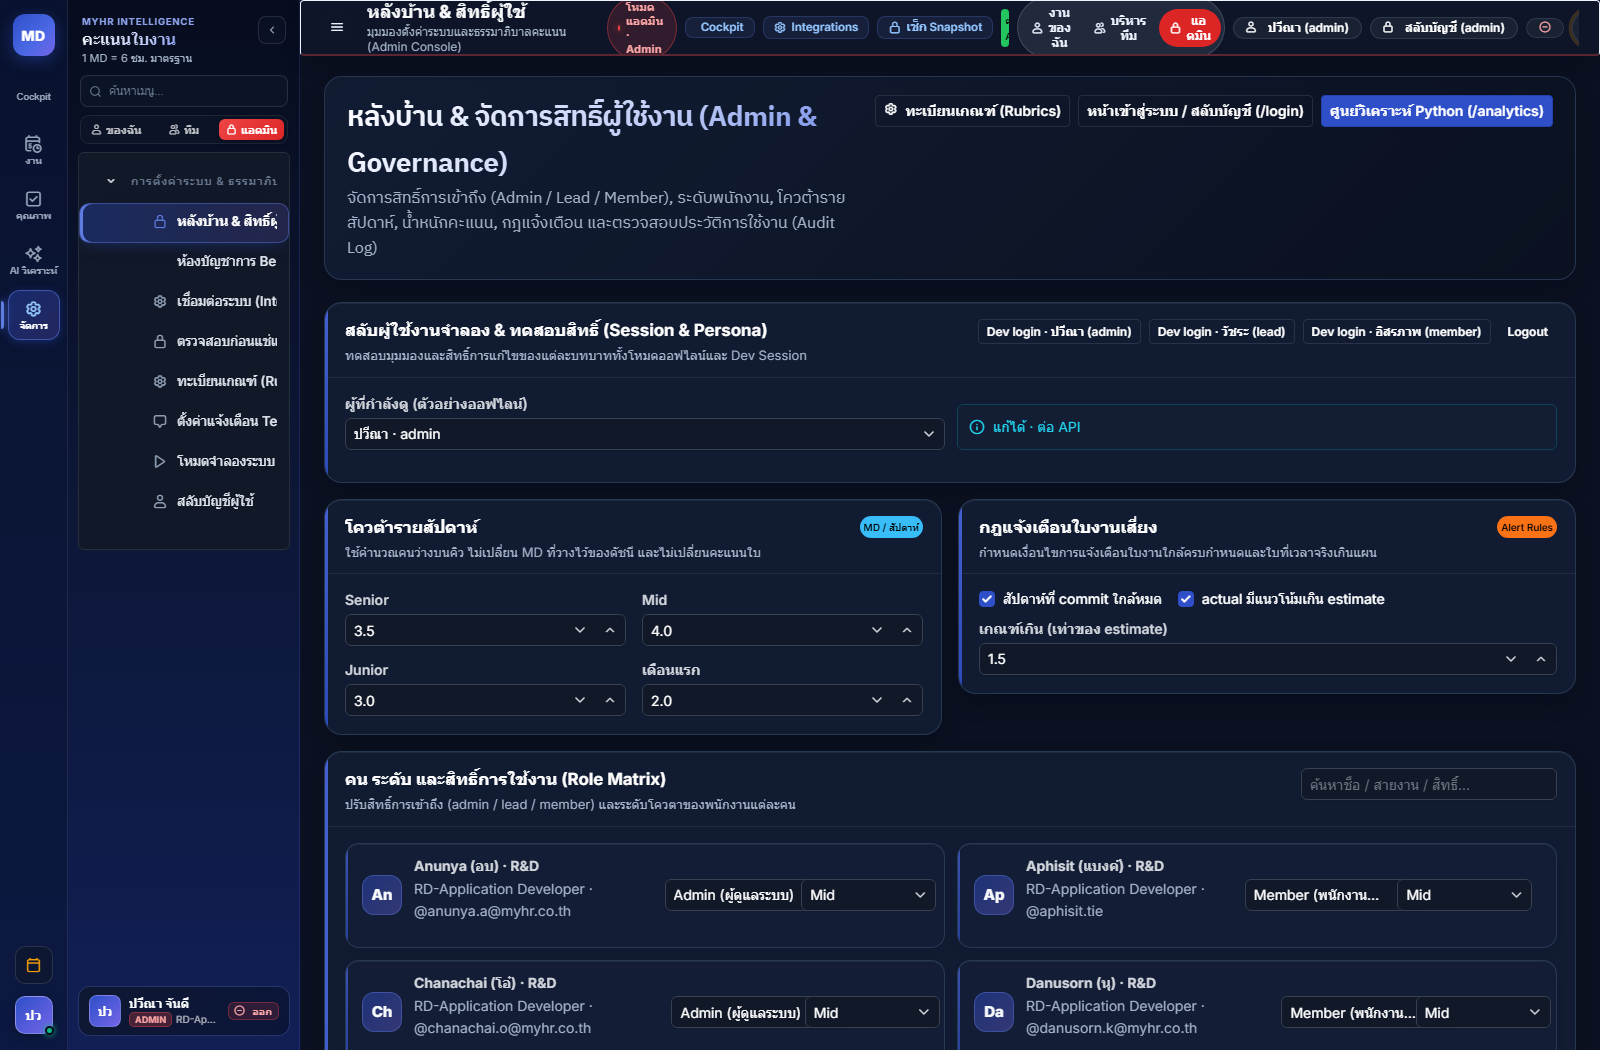 MD
Cockpit
งาน
คุณภาพ
AI วิเคราะห์
จัดการ
ปว
MYHR INTELLIGENCE
คะแนนใบงาน
1 MD = 6 ชม. มาตรฐาน
ค้นหาเมนู...
ของฉัน
ทีม
แอดมิน
การตั้งค่าระบบ & ธรรมาภิบ
หลังบ้าน & สิทธิ์ผู้
ห้องบัญชาการ Be
เชื่อมต่อระบบ (Int
ตรวจสอบก่อนแช่แ
ทะเบียนเกณฑ์ (Ru
ตั้งค่าแจ้งเตือน Te
โหมดจำลองระบบ
สลับบัญชีผู้ใช้
ปว
ปวีณา จันดี
ADMIN RD-Ap...
ออก
หลังบ้าน & สิทธิ์ผู้ใช้
มุมมองตั้งค่าระบบและธรรมาภิบาลคะแนน
(Admin Console)
โหมด
แอดมิน
·
Admin
Cockpit
Integrations
เช็ก Snapshot
งาน
ของ
ฉัน
บริหาร
ทีม
แอ
ดมิน
ปวีณา (admin)
สลับบัญชี (admin)
หลังบ้าน & จัดการสิทธิ์ผู้ใช้งาน (Admin &
Governance)
จัดการสิทธิ์การเข้าถึง (Admin / Lead / Member), ระดับพนักงาน, โควต้าราย
สัปดาห์, น้ำหนักคะแนน, กฎแจ้งเตือน และตรวจสอบประวัติการใช้งาน (Audit
Log)
ทะเบียนเกณฑ์ (Rubrics)
หน้าเข้าสู่ระบบ / สลับบัญชี (/login)
ศูนย์วิเคราะห์ Python (/analytics)
สลับผู้ใช้งานจำลอง & ทดสอบสิทธิ์ (Session & Persona)
ทดสอบมุมมองและสิทธิ์การแก้ไขของแต่ละบทบาททั้งโหมดออฟไลน์และ Dev Session
Dev login · ปวีณา (admin)
Dev login · วัชระ (lead)
Dev login · อิสรภาพ (member)
Logout
ผู้ที่กำลังดู (ตัวอย่างออฟไลน์)
ปวีณา · admin
แก้ได้ · ต่อ API
โควต้ารายสัปดาห์
MD / สัปดาห์
ใช้คำนวณคนว่างบนคิว ไม่เปลี่ยน MD ที่วางไว้ของดัชนี และไม่เปลี่ยนคะแนนใบ
Senior
3.5
Mid
4.0
Junior
3.0
เดือนแรก
2.0
กฎแจ้งเตือนใบงานเสี่ยง
Alert Rules
กำหนดเงื่อนไขการแจ้งเตือนใบงานใกล้ครบกำหนดและใบที่เวลาจริงเกินแผน
สัปดาห์ที่ commit ใกล้หมด
actual มีแนวโน้มเกิน estimate
เกณฑ์เกิน (เท่าของ estimate)
1.5
คน ระดับ และสิทธิ์การใช้งาน (Role Matrix)
ปรับสิทธิ์การเข้าถึง (admin / lead / member) และระดับโควตาของพนักงานแต่ละคน
ค้นหาชื่อ / สายงาน / สิทธิ์...
An
Anunya (อบ) · R&D
RD-Application Developer ·
@anunya.a@myhr.co.th
Admin (ผู้ดูแลระบบ)
Mid
Ap
Aphisit (แบงค์) · R&D
RD-Application Developer ·
@aphisit.tie
Member (พนักงาน...
Mid
Ch
Chanachai (โอ๋) · R&D
RD-Application Developer ·
@chanachai.o@myhr.co.th
Admin (ผู้ดูแลระบบ)
Mid
Da
Danusorn (นุ) · R&D
RD-Application Developer ·
@danusorn.k@myhr.co.th
Member (พนักงาน...
Mid